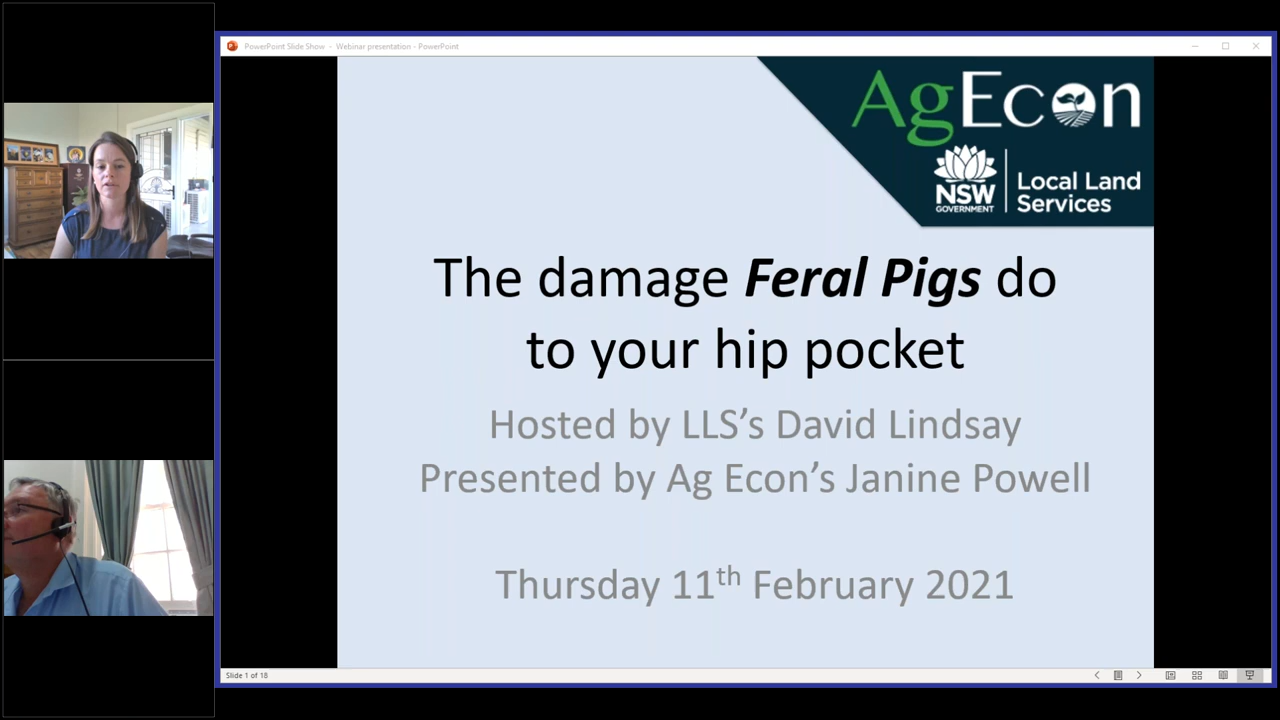 PowerPoint Slide Show - Webinar presentation - PowerPoint
AgEcon
NSW
GOVERNMENT
Local Land
Services
The damage Feral Pigs do
to your hip pocket
Hosted by LLS’s David Lindsay
Presented by Ag Econ’s Janine Powell
Thursday 11th February 2021
Slide 1 of 18